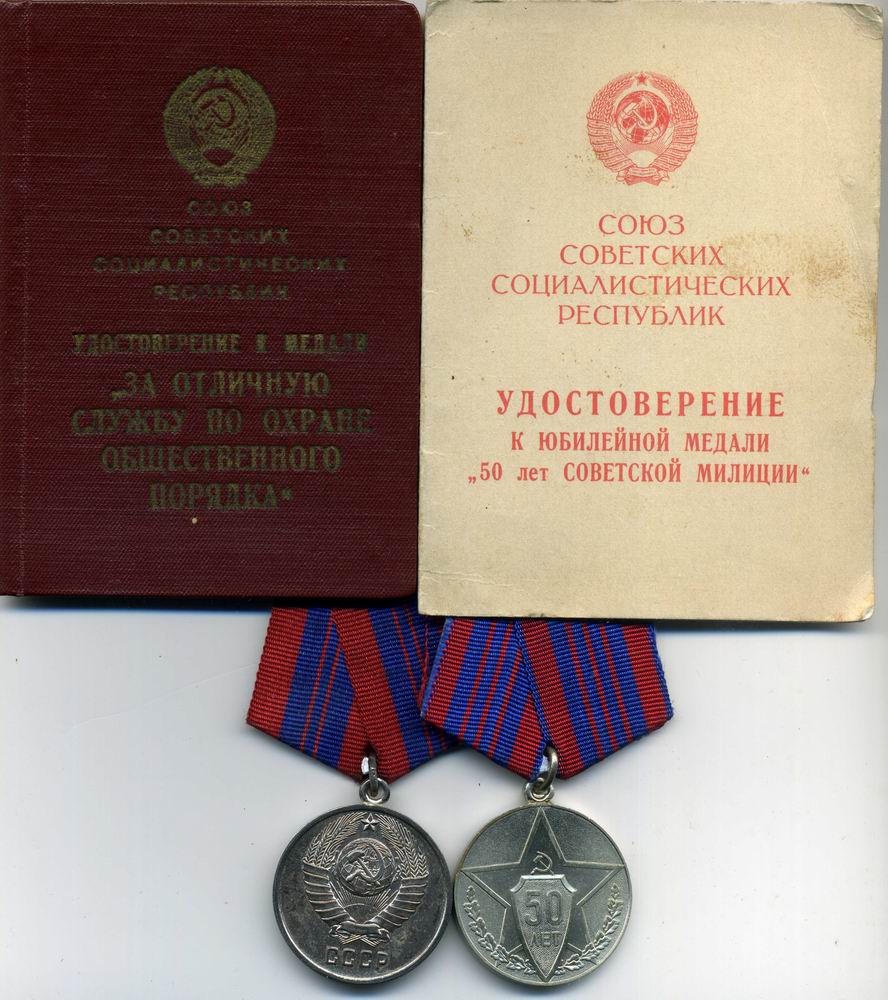 СОЮЗ
СОВЕТСКИХ
СОЦИАЛИСТИЧЕСКИХ
РЕСПУБЛИК
УДОСТОВЕРЕНИЕ К МЕДАЛИ
„ЗА ОТЛИЧНУЮ
СЛУЖБУ ПО ОХРАНЕ
ОБЩЕСТВЕННОГО
ПОРЯДКА“
СОЮЗ
СОВЕТСКИХ
СОЦИАЛИСТИЧЕСКИХ
РЕСПУБЛИК
УДОСТОВЕРЕНИЕ
К ЮБИЛЕЙНОЙ МЕДАЛИ
„50 лет СОВЕТСКОЙ МИЛИЦИИ“
СССР
50
ЛЕТ